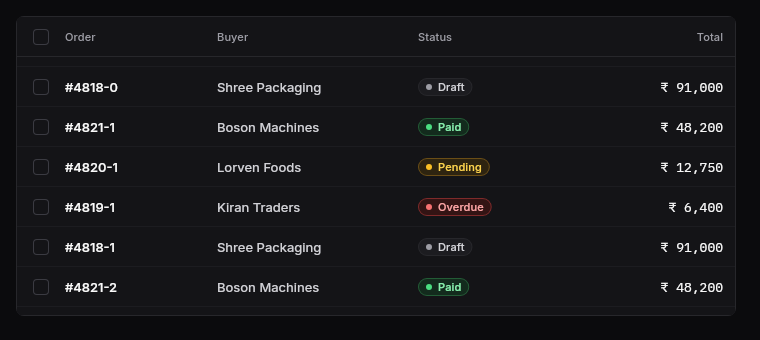 Order Buyer Status Total
#4818-0 Shree Packaging Draft ₹ 91,000
#4821-1 Boson Machines Paid ₹ 48,200
#4820-1 Lorven Foods Pending ₹ 12,750
#4819-1 Kiran Traders Overdue ₹ 6,400
#4818-1 Shree Packaging Draft ₹ 91,000
#4821-2 Boson Machines Paid ₹ 48,200